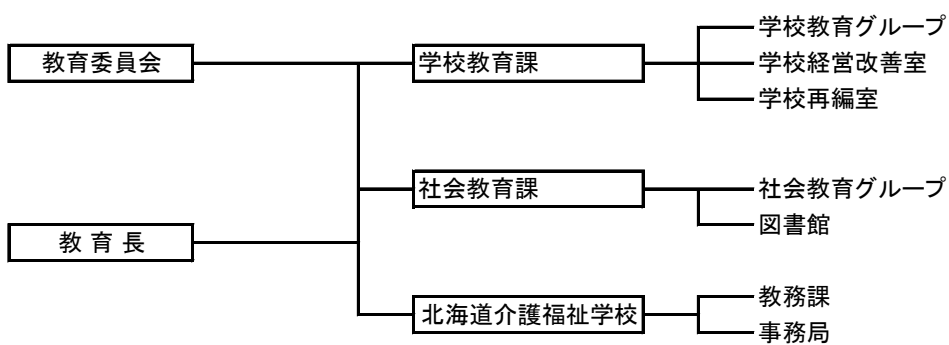 学校教育グループ
教育委員会
学校教育課
学校経営改善室
学校再編室
社会教育課
社会教育グループ
図書館
教 育 長
北海道介護福祉学校
教務課
事務局